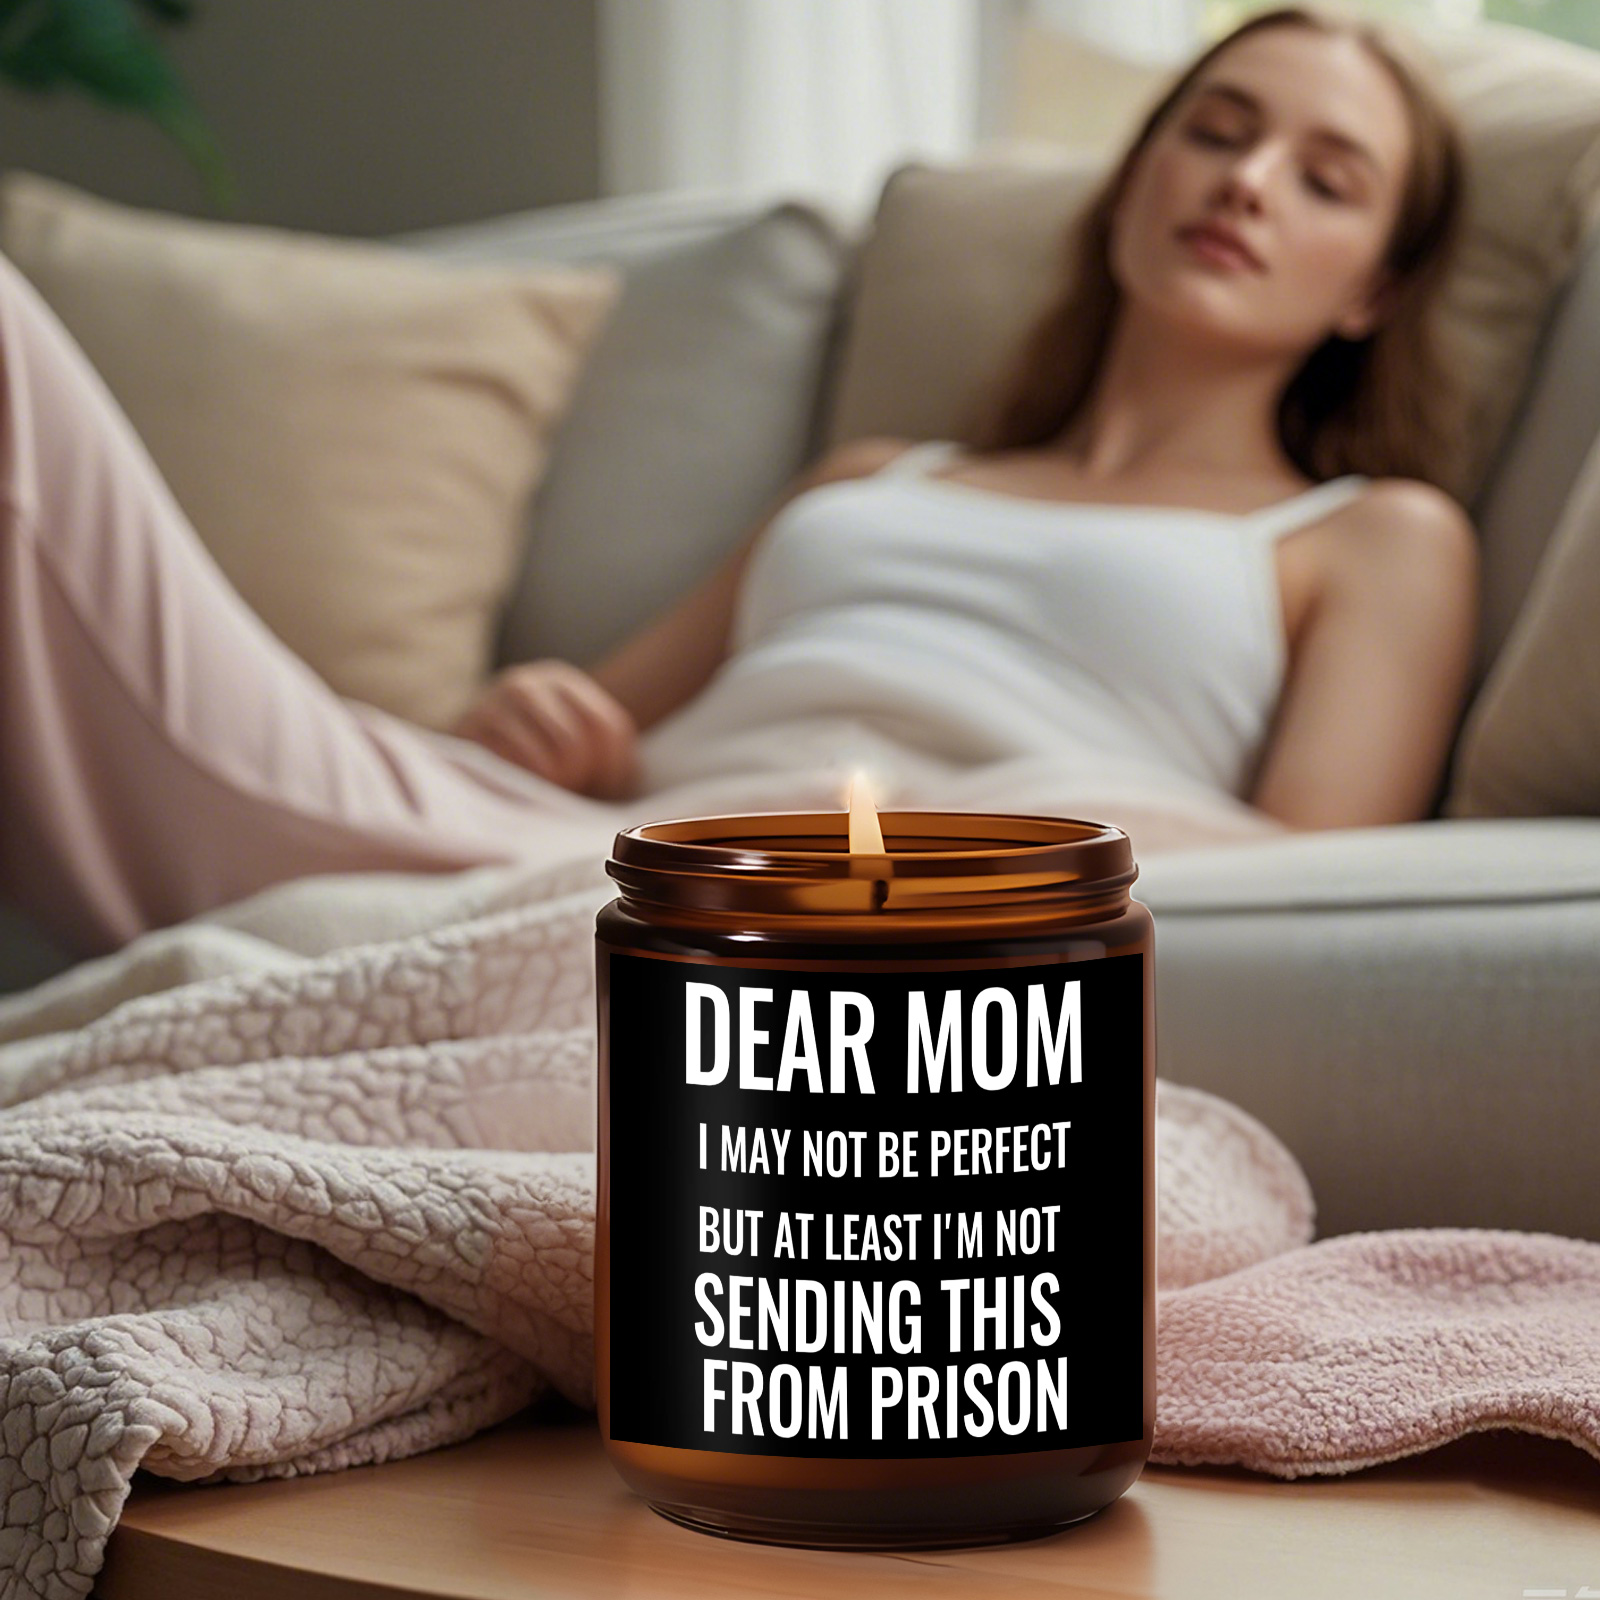 DEAR MOM
I MAY NOT BE PERFECT
BUT AT LEAST I'M NOT
SENDING THIS
FROM PRISON